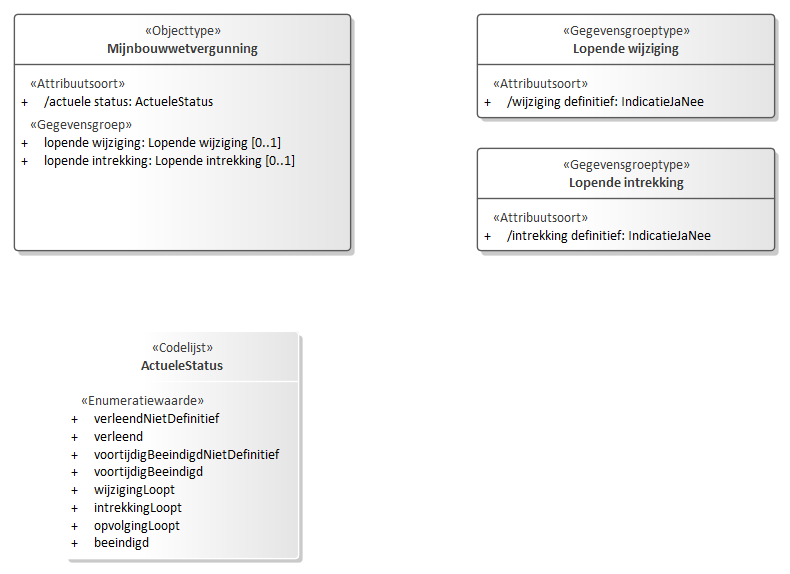 «Objecttype»
Mijnbouwwetvergunning
«Attribuutsoort»
+ /actuele status: ActueleStatus
«Gegevensgroep»
+ lopende wijziging: Lopende wijziging [0..1]
+ lopende intrekking: Lopende intrekking [0..1]
«Gegevensgroeptype»
Lopende wijziging
«Attribuutsoort»
+ /wijziging definitief: IndicatieJaNee
«Gegevensgroeptype»
Lopende intrekking
«Attribuutsoort»
+ /intrekking definitief: IndicatieJaNee
«Codelijst»
ActueleStatus
«Enumeratiewaarde»
+ verleendNietDefinitief
+ verleend
+ voortijdigBeeindigdNietDefinitief
+ voortijdigBeeindigd
+ wijzigingLoopt
+ intrekkingLoopt
+ opvolgingLoopt
+ beeindigd